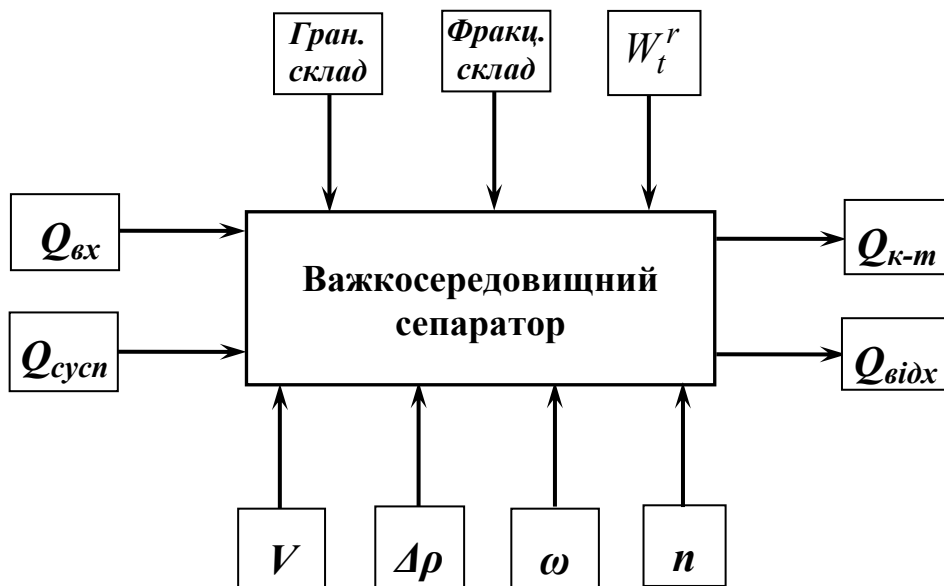 Гран.
склад
Фракц.
склад
W_t^r
Q_вх
Q_сусп
Важкосередовищний
сепаратор
Q_к-т
Q_відх
V
Δρ
ω
n